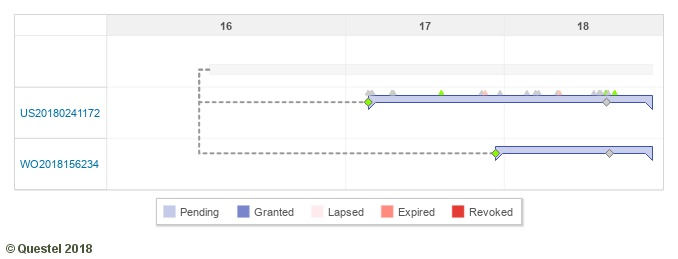 16 17 18
US20180241172
WO2018156234
Pending Granted Lapsed Expired Revoked
© Questel 2018